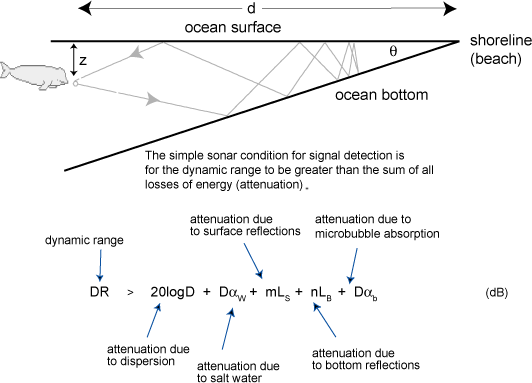 d
ocean surface
z
θ
shoreline
(beach)
ocean bottom
The simple sonar condition for signal detection is
for the dynamic range to be greater than the sum of all
losses of energy (attenuation) 。
attenuation due
to surface reflections
attenuation due to
microbubble absorption
dynamic range
DR > 20logD + Dα_W + mL_S + nL_B + Dα_b (dB)
attenuation due
to dispersion
attenuation due
to salt water
attenuation due
to bottom reflections